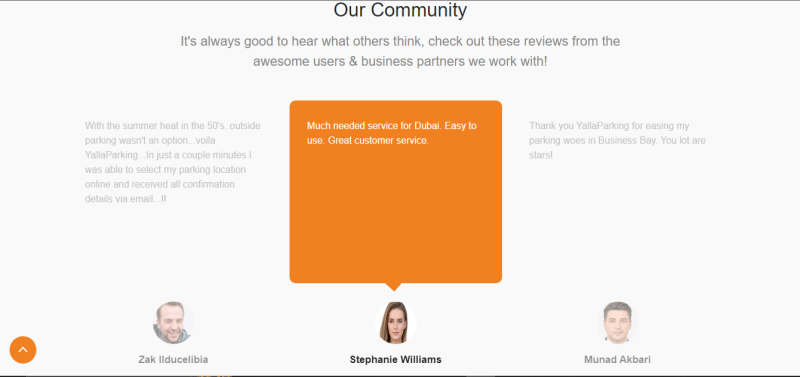 Our Community
It's always good to hear what others think, check out these reviews from the
awesome users & business partners we work with!
With the summer heat in the 50's. outside
parking wasn't an option...voila
YallaParking...In just a couple minutes I
was able to select my parking location
online and received all confirmation
details via email...!!
Much needed service for Dubai. Easy to
use. Great customer service.
Thank you YallaParking for easing my
parking woes in Business Bay. You lot are
stars!
Zak Ilducelibia
Stephanie Williams
Munad Akbari